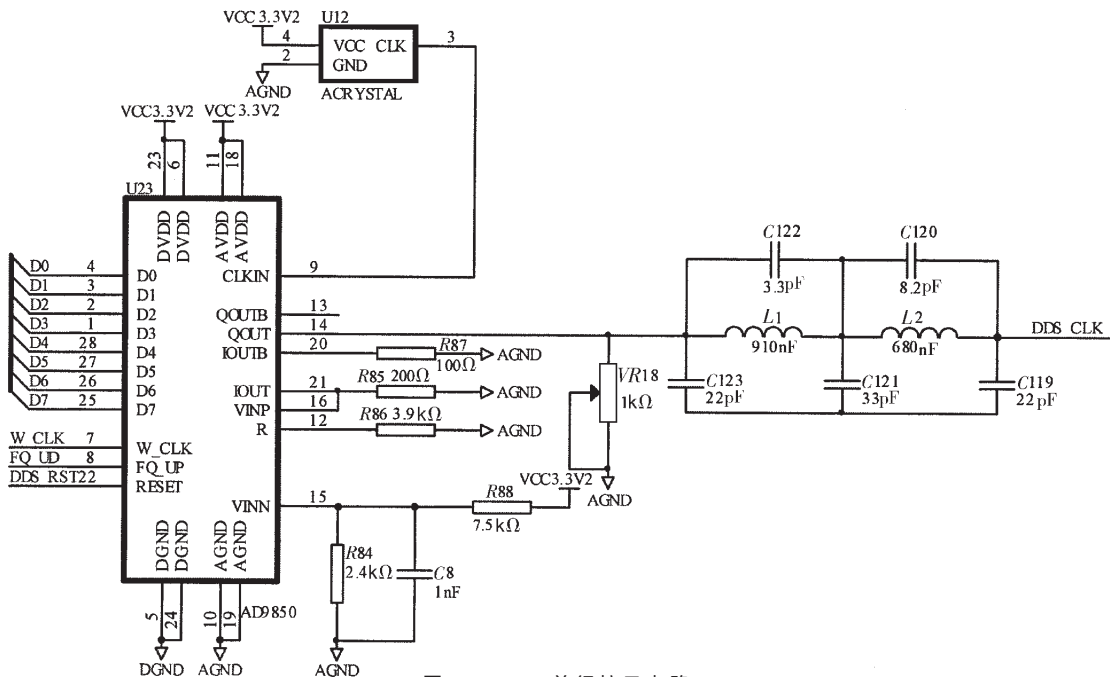 VCC3.3V2
U12
4
VCC CLK
3
2
GND
AGND
ACRYSTAL
VCC3.3V2
VCC3.3V2
23
6
11
18
U23
DVDD
DVDD
AVDD
AVDD
D0 4 D0
D1 3 D1
D2 2 D2
D3 1 D3
D4 28 D4
D5 27 D5
D6 26 D6
D7 25 D7
W CLK 7 W_CLK
FQ UD 8 FQ_UP
DDS RST22 RESET
CLKIN 9
QOUTB 13
QOUT 14
IOUTB 20
R87
100Ω
AGND
IOUT 21
R85 200Ω
AGND
VINP 16
R 12
R86 3.9kΩ
AGND
VINN 15
R88
7.5kΩ
VCC3.3V2
VR18
1kΩ
AGND
R84
2.4kΩ
C8
1nF
AGND
DGND
DGND
AGND
AGND
5
24
10
19
AD9850
DGND
AGND
C122
3.3pF
C120
8.2pF
L1
910nF
L2
680nF
DDS CLK
C123
22pF
C121
33pF
C119
22pF